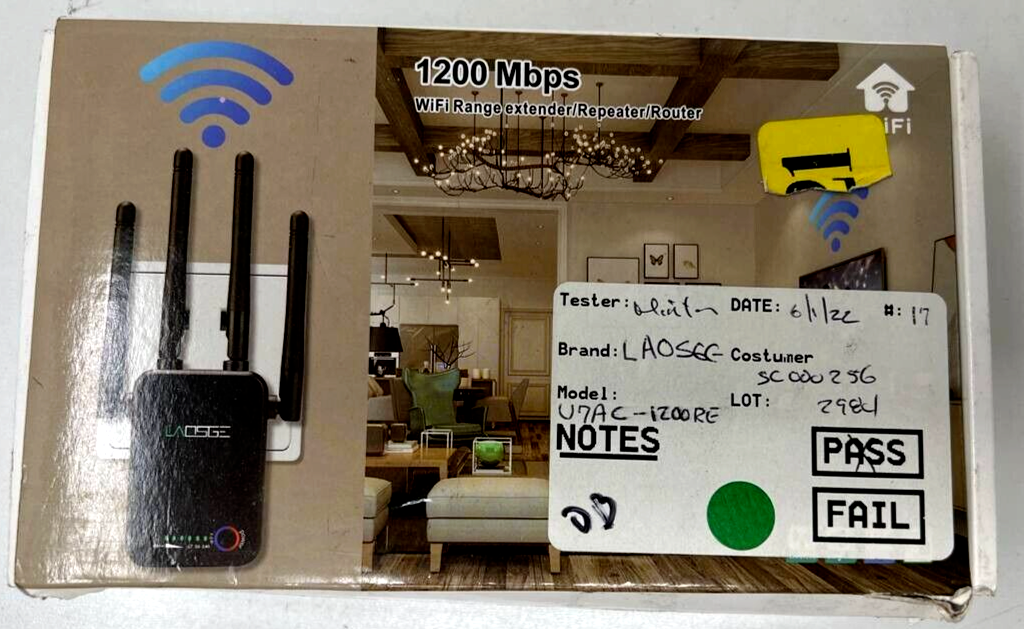 1200 Mbps
WiFi Range extender/Repeater/Router
WiFi
LAOSGE
Tester: DATE: 6/1/22 #: 17
Brand: LAOSGE Costumer
SC000256
Model: LOT: 2984
U7AC-1200RE
NOTES
PASS
FAIL